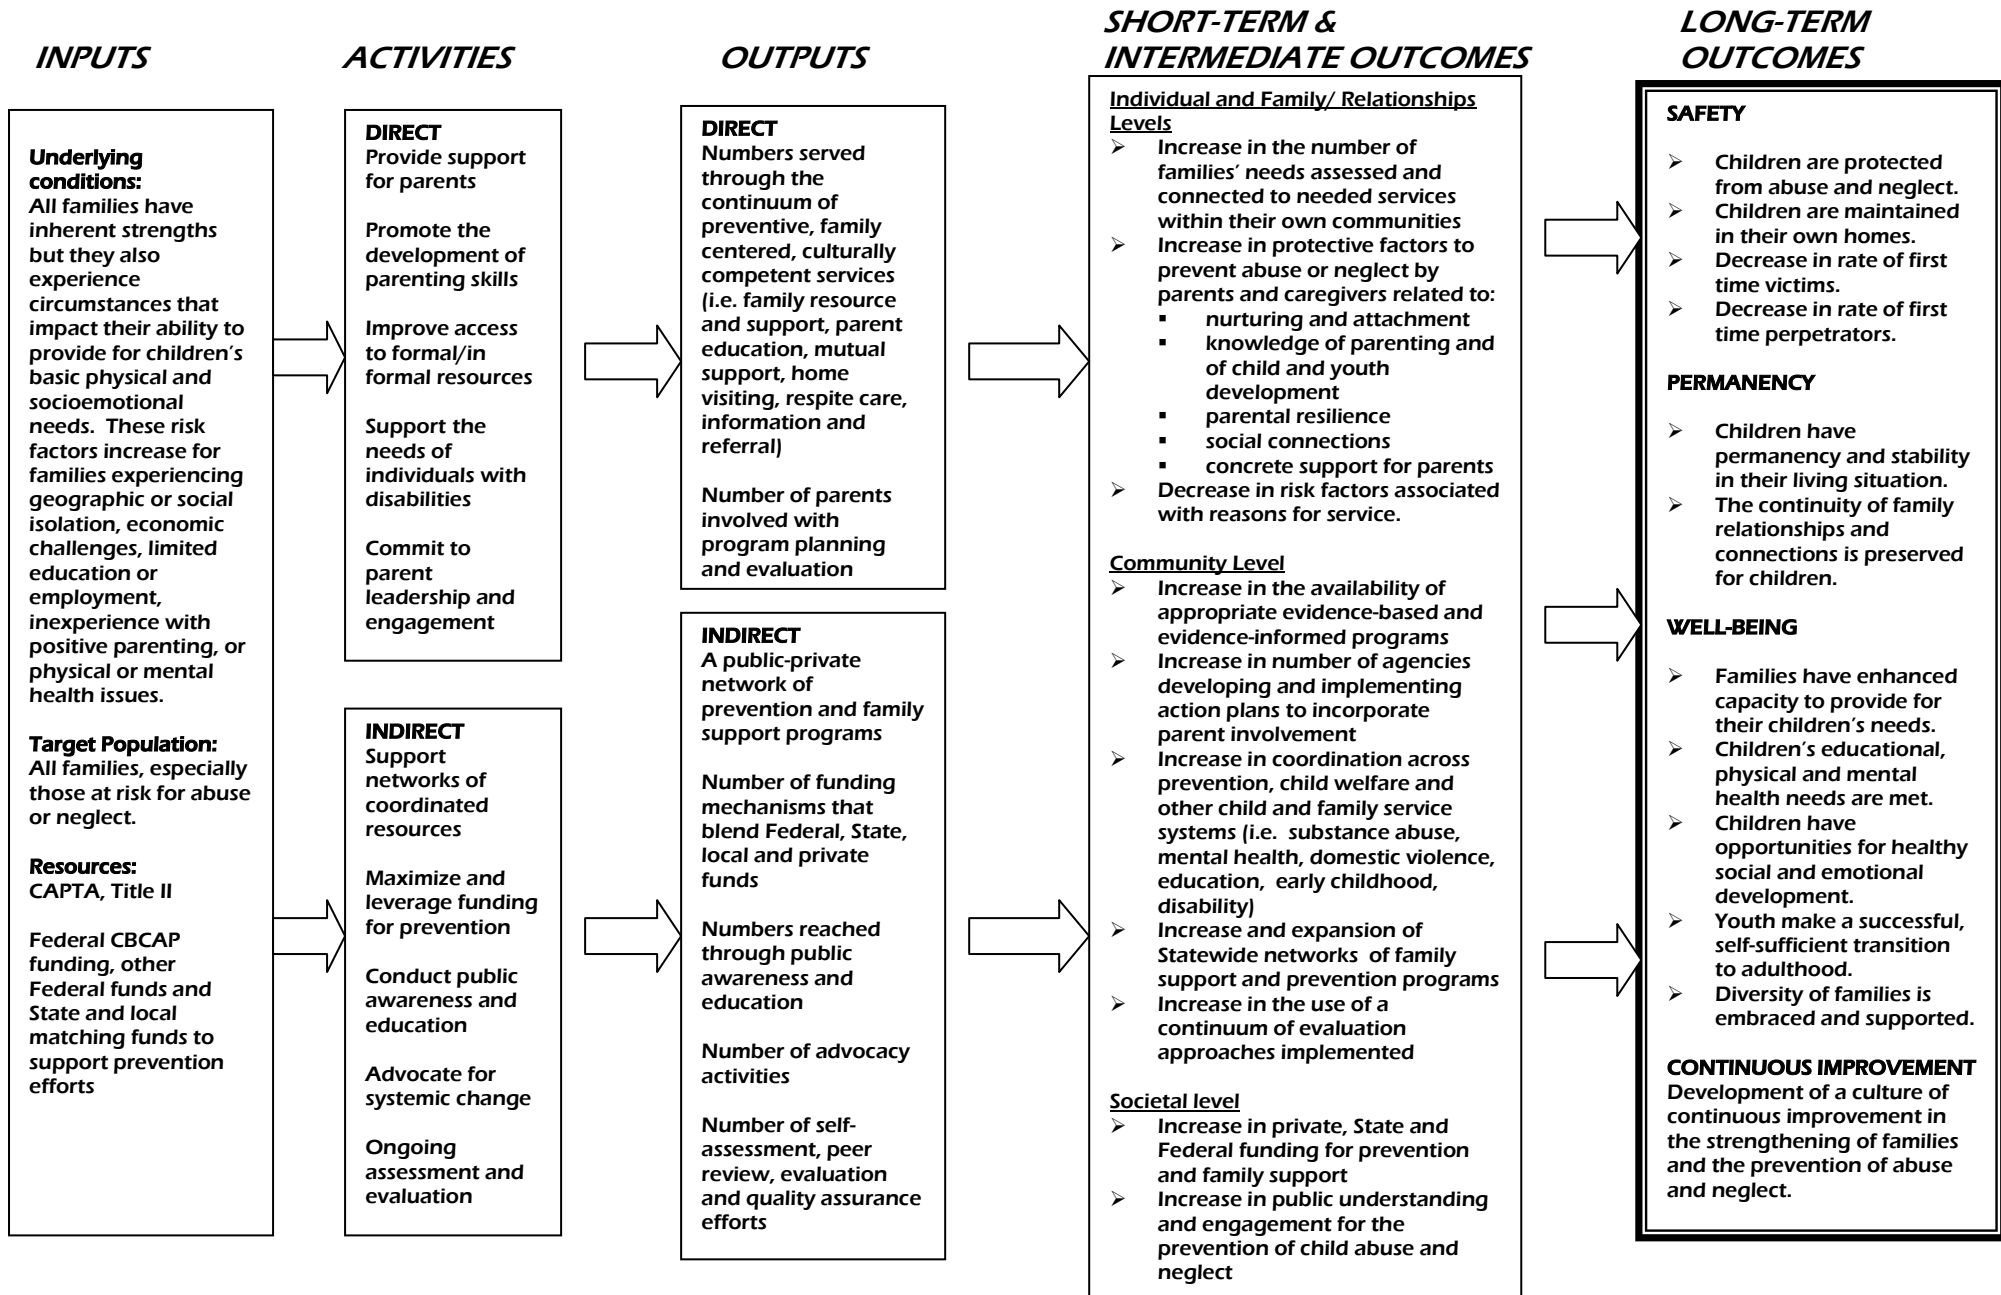 INPUTS
ACTIVITIES
OUTPUTS
SHORT-TERM &
INTERMEDIATE OUTCOMES
LONG-TERM
OUTCOMES
Underlying
conditions:
All families have
inherent strengths
but they also
experience
circumstances that
impact their ability to
provide for children's
basic physical and
socioemotional
needs.  These risk
factors increase for
families experiencing
geographic or social
isolation, economic
challenges, limited
education or
employment,
inexperience with
positive parenting, or
physical or mental
health issues.
Target Population:
All families, especially
those at risk for abuse
or neglect.
Resources:
CAPTA, Title II
Federal CBCAP
funding, other
Federal funds and
State and local
matching funds to
support prevention
efforts
DIRECT
Provide support
for parents
Promote the
development of
parenting skills
Improve access
to formal/in
formal resources
Support the
needs of
individuals with
disabilities
Commit to
parent
leadership and
engagement
INDIRECT
Support
networks of
coordinated
resources
Maximize and
leverage funding
for prevention
Conduct public
awareness and
education
Advocate for
systemic change
Ongoing
assessment and
evaluation
DIRECT
Numbers served
through the
continuum of
preventive, family
centered, culturally
competent services
(i.e. family resource
and support, parent
education, mutual
support, home
visiting, respite care,
information and
referral)
Number of parents
involved with
program planning
and evaluation
INDIRECT
A public-private
network of
prevention and family
support programs
Number of funding
mechanisms that
blend Federal, State,
local and private
funds
Numbers reached
through public
awareness and
education
Number of advocacy
activities
Number of self-
assessment, peer
review, evaluation
and quality assurance
efforts
Individual and Family/ Relationships
Levels
➢ Increase in the number of
families' needs assessed and
connected to needed services
within their own communities
➢ Increase in protective factors to
prevent abuse or neglect by
parents and caregivers related to:
▪ nurturing and attachment
▪ knowledge of parenting and
of child and youth
development
▪ parental resilience
▪ social connections
▪ concrete support for parents
➢ Decrease in risk factors associated
with reasons for service.
Community Level
➢ Increase in the availability of
appropriate evidence-based and
evidence-informed programs
➢ Increase in number of agencies
developing and implementing
action plans to incorporate
parent involvement
➢ Increase in coordination across
prevention, child welfare and
other child and family service
systems (i.e.  substance abuse,
mental health, domestic violence,
education,  early childhood,
disability)
➢ Increase and expansion of
Statewide networks  of family
support and prevention programs
➢ Increase in the use of a
continuum of evaluation
approaches implemented
Societal level
➢ Increase in private, State and
Federal funding for prevention
and family support
➢ Increase in public understanding
and engagement for the
prevention of child abuse and
neglect
SAFETY
➢ Children are protected
from abuse and neglect.
➢ Children are maintained
in their own homes.
➢ Decrease in rate of first
time victims.
➢ Decrease in rate of first
time perpetrators.
PERMANENCY
➢ Children have
permanency and stability
in their living situation.
➢ The continuity of family
relationships and
connections is preserved
for children.
WELL-BEING
➢ Families have enhanced
capacity to provide for
their children's needs.
➢ Children's educational,
physical and mental
health needs are met.
➢ Children have
opportunities for healthy
social and emotional
development.
➢ Youth make a successful,
self-sufficient transition
to adulthood.
➢ Diversity of families is
embraced and supported.
CONTINUOUS IMPROVEMENT
Development of a culture of
continuous improvement in
the strengthening of families
and the prevention of abuse
and neglect.